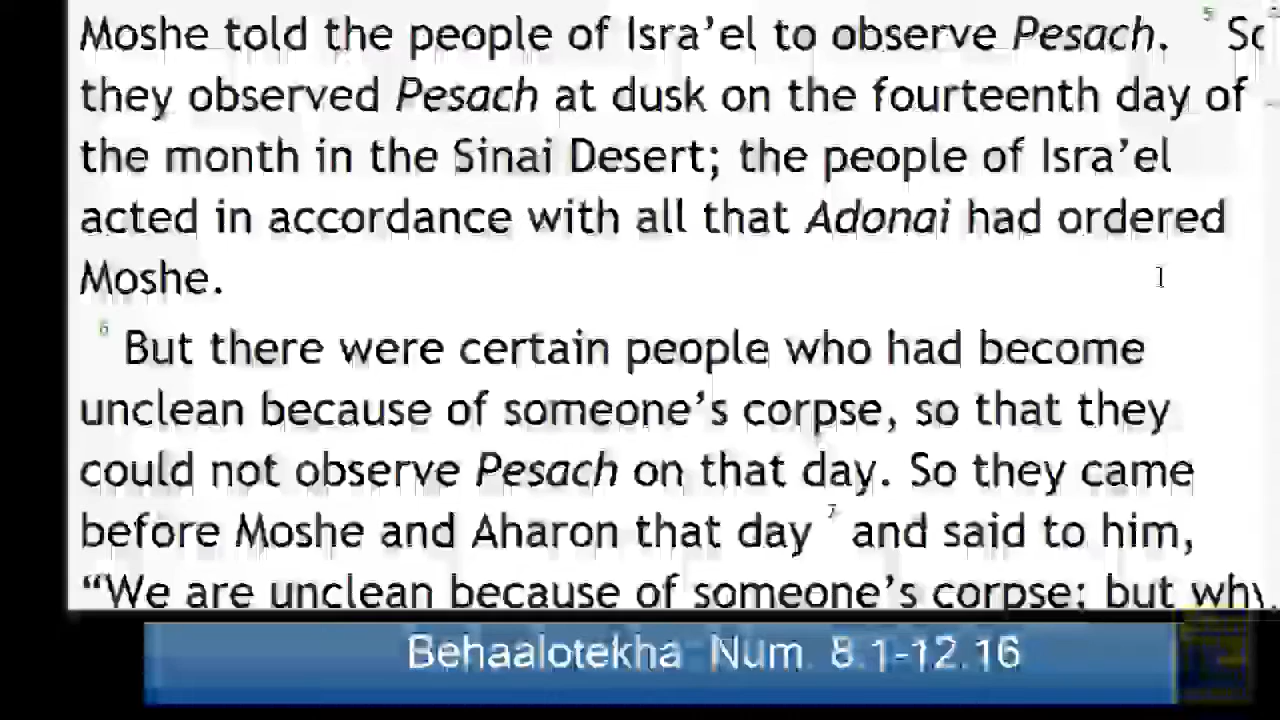 Moshe told the people of Isra’el to observe Pesach. 5 So
they observed Pesach at dusk on the fourteenth day of
the month in the Sinai Desert; the people of Isra’el
acted in accordance with all that Adonai had ordered
Moshe.
6 But there were certain people who had become
unclean because of someone’s corpse, so that they
could not observe Pesach on that day. So they came
before Moshe and Aharon that day 7 and said to him,
“We are unclean because of someone’s corpse; but why
Behaalotekha Num. 8.1-12.16